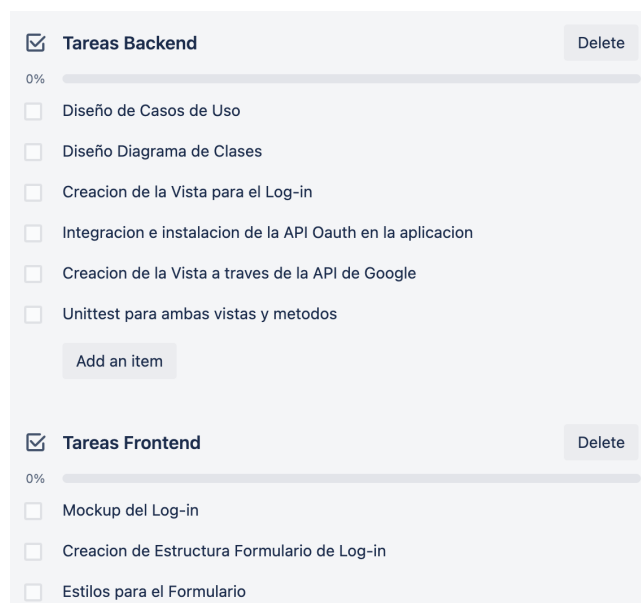 Tareas Backend Delete
0%
Diseño de Casos de Uso
Diseño Diagrama de Clases
Creacion de la Vista para el Log-in
Integracion e instalacion de la API Oauth en la aplicacion
Creacion de la Vista a traves de la API de Google
Unittest para ambas vistas y metodos
Add an item
Tareas Frontend Delete
0%
Mockup del Log-in
Creacion de Estructura Formulario de Log-in
Estilos para el Formulario